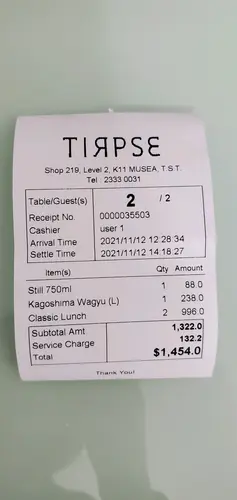 TIЯPSE
Shop 219, Level 2, K11 MUSEA, T.S.T.
Tel : 2333 0031
Table/Guest(s) 2 / 2
Receipt No. 0000035503
Cashier user 1
Arrival Time 2021/11/12 12:28:34
Settle Time 2021/11/12 14:18:27
Item(s) Qty Amount
Still 750ml 1 88.0
Kagoshima Wagyu (L) 1 238.0
Classic Lunch 2 996.0
Subtotal Amt 1,322.0
Service Charge 132.2
Total $1,454.0
Thank You!